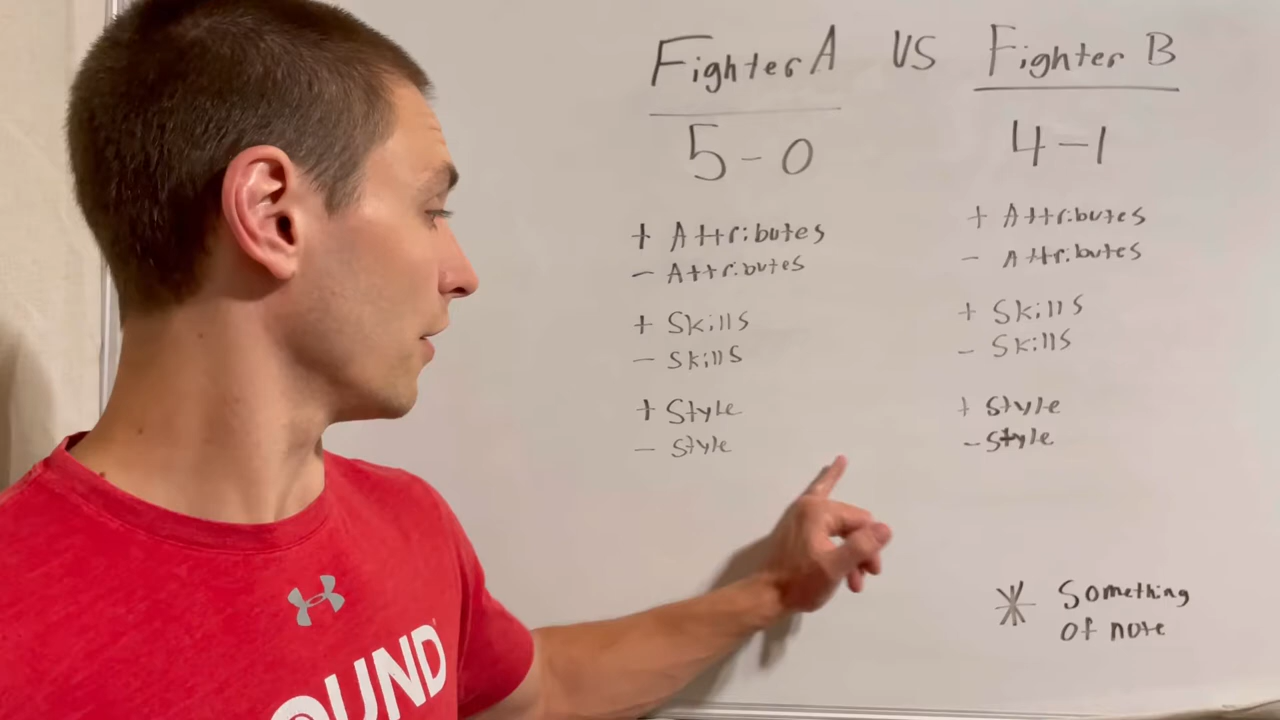 Fighter A VS Fighter B
5-0
4-1
+ Attributes
- Attributes
+ Skills
- Skills
+ Style
- Style
+ Attributes
- Attributes
+ Skills
- Skills
+ Style
- Style
* Something
of note
OUND